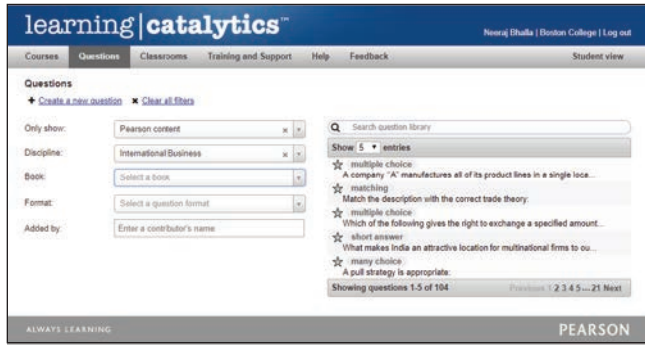 learning|catalytics™
Neeraj Bhalla | Boston College | Log out
Courses Questions Classrooms Training and Support Help Feedback Student view
Questions
+ Create a new question × Clear all filters
Only show: Pearson content
Discipline: International Business
Book: Select a book
Format: Select a question format
Added by: Enter a contributor's name
Search question library
Show 5 entries
multiple choice
A company "A" manufactures all of its product lines in a single loca...
matching
Match the description with the correct trade theory:
multiple choice
Which of the following gives the right to exchange a specified amount...
short answer
What makes India an attractive location for multinational firms to ou...
many choice
A pull strategy is appropriate:
Showing questions 1-5 of 104 Previous 1 2 3 4 5 ... 21 Next
ALWAYS LEARNING PEARSON